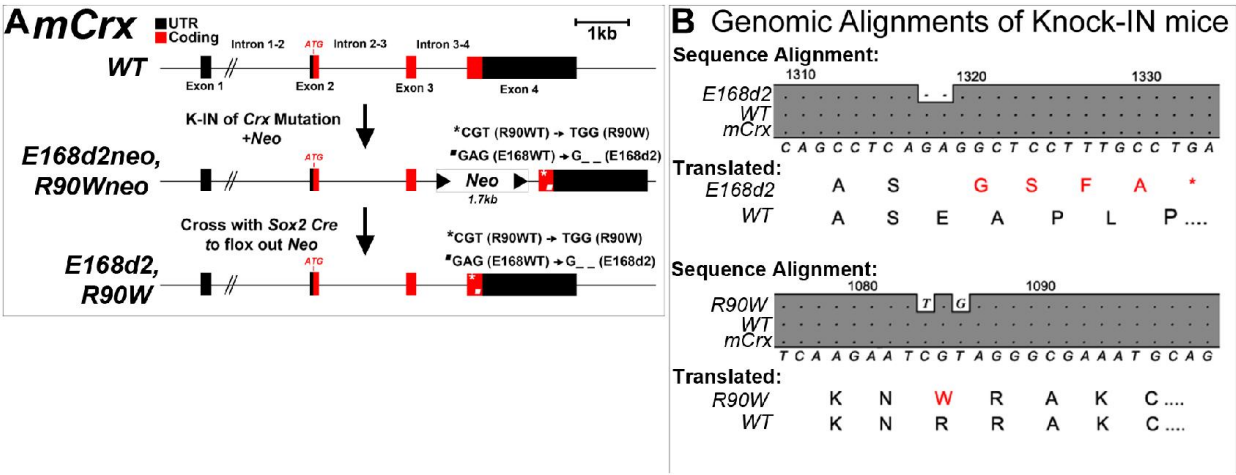 A mCrx
UTR
Coding
1kb
Intron 1-2
ATG
Intron 2-3
Intron 3-4
WT
Exon 1
Exon 2
Exon 3
Exon 4
K-IN of Crx Mutation
+Neo
*CGT (R90WT) → TGG (R90W)
▪GAG (E168WT) → G_ _ (E168d2)
E168d2neo,
R90Wneo
ATG
Neo
*
1.7kb
Cross with Sox2 Cre
to flox out Neo
*CGT (R90WT) → TGG (R90W)
▪GAG (E168WT) → G_ _ (E168d2)
E168d2,
R90W
ATG
*
B Genomic Alignments of Knock-IN mice
Sequence Alignment:
1310 1320 1330
E168d2 . . . . . . . . - - . . . . . . . . . . . . . . .
WT . . . . . . . . . . . . . . . . . . . . . . . . .
mCrx . . . . . . . . . . . . . . . . . . . . . . . . .
C A G C C T C A G A G G C T C C T T T G C C T G A
Translated:
E168d2 A S G S F A *
WT A S E A P L P....
Sequence Alignment:
1080 1090
R90W . . . . . . . . T . G . . . . . . . . . . . . . .
WT . . . . . . . . . . . . . . . . . . . . . . . . .
mCrx . . . . . . . . . . . . . . . . . . . . . . . . .
T C A A G A A T C G T A G G G C G A A A T G C A G
Translated:
R90W K N W R A K C ....
WT K N R R A K C ....